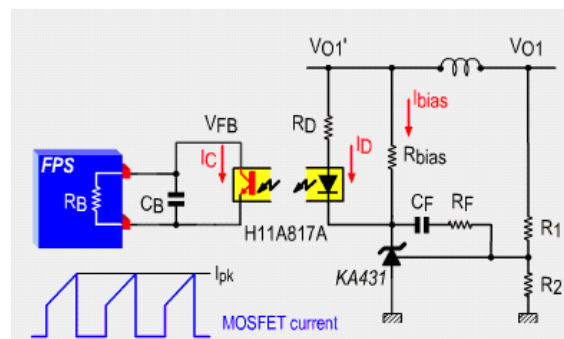 VO1'
VO1
Ibias
VFB
RD
ID
IC
Rbias
FPS
RB
CB
CF
RF
H11A817A
R1
KA431
R2
Ipk
MOSFET current